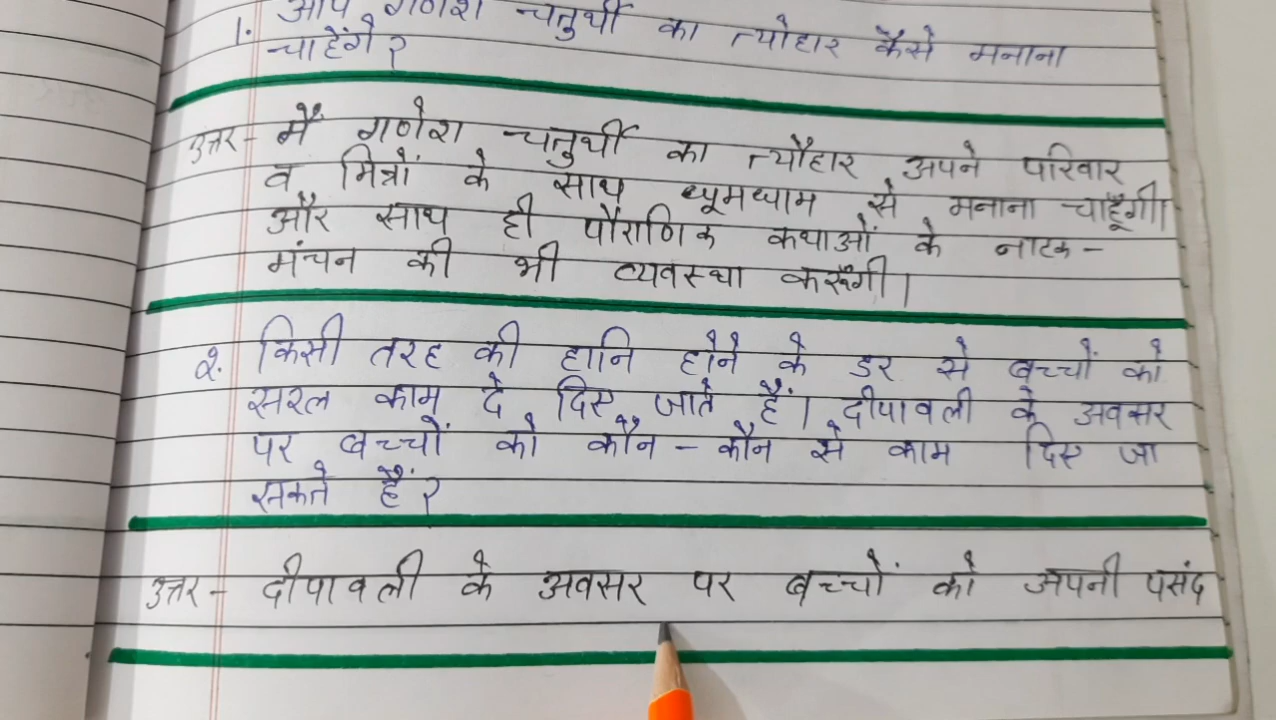 1. आप गणेश चतुर्थी का त्योहार कैसे मनाना
चाहेंगे ?
उत्तर - मैं गणेश चतुर्थी का त्यौहार अपने परिवार
व मित्रों के साथ धूमधाम से मनाना चाहूँगी।
और साथ ही पौराणिक कथाओं के नाटक -
मंचन की भी व्यवस्था करूँगी।
2. किसी तरह की हानि होने के डर से बच्चों को
सरल काम दे दिए जाते हैं। दीपावली के अवसर
पर बच्चों को कौन - कौन से काम दिए जा
सकते हैं ?
उत्तर - दीपावली के अवसर पर बच्चों को अपनी पसंद